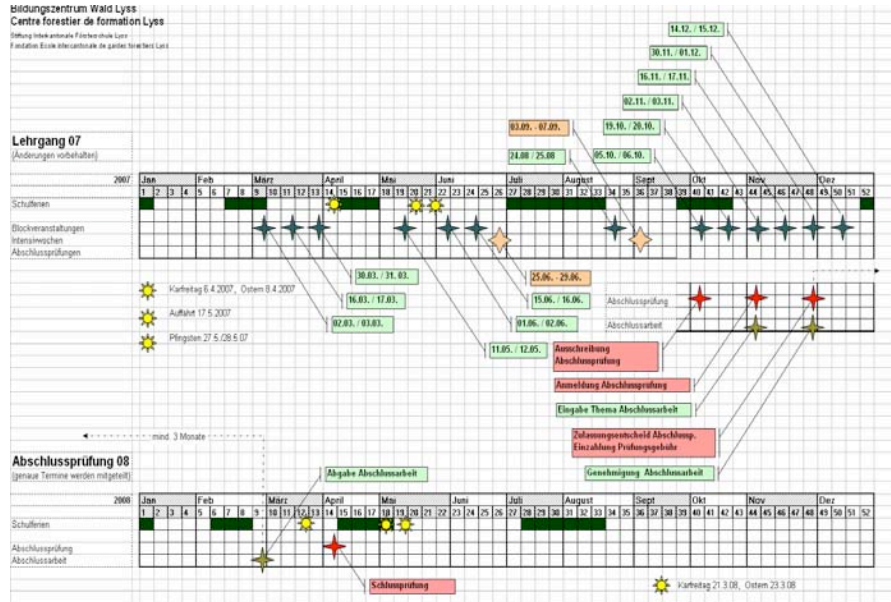 Bildungszentrum Wald Lyss
Centre forestier de formation Lyss
Stiftung Interkantonale Försterschule Lyss
Fondation Ecole intercantonale de gardes forestiers Lyss
14.12. / 15.12.
30.11. / 01.12.
16.11. / 17.11.
02.11. / 03.11.
03.09. - 07.09.
19.10. / 20.10.
24.08 / 25.08
05.10. / 06.10.
Lehrgang 07
(Änderungen vorbehalten)
2007 Jan Feb März April Mai Juni Juli August Sept Okt Nov Dez
1 2 3 4 5 6 7 8 9 10 11 12 13 14 15 16 17 18 19 20 21 22 23 24 25 26 27 28 29 30 31 32 33 34 35 36 37 38 39 40 41 42 43 44 45 46 47 48 49 50 51 52
Schulferien
Blockveranstaltungen
Intensivwochen
Abschlussprüfungen
30.03. / 31. 03.
25.06. - 29.06.
Karfreitag 6.4.2007, Ostern 8.4.2007
16.03. / 17.03.
15.06. / 16.06.
Abschlussprüfung
Auffahrt 17.5.2007
02.03. / 03.03.
01.06. / 02.06.
Abschlussarbeit
Pfingsten 27.5./28.5.07
11.05. / 12.05.
Ausschreibung
Abschlussprüfung
Anmeldung Abschlussprüfung
Eingabe Thema Abschlussarbeit
mind. 3 Monate
Zulassungsentscheid Abschlussp.
Einzahlung Prüfungsgebühr
Abschlussprüfung 08
(genaue Termine werden mitgeteilt)
Abgabe Abschlussarbeit
Genehmigung Abschlussarbeit
2008 Jan Feb März April Mai Juni Juli August Sept Okt Nov Dez
1 2 3 4 5 6 7 8 9 10 11 12 13 14 15 16 17 18 19 20 21 22 23 24 25 26 27 28 29 30 31 32 33 34 35 36 37 38 39 40 41 42 43 44 45 46 47 48 49 50 51 52
Schulferien
Abschlussprüfung
Abschlussarbeit
Schlussprüfung
Karfreitag 21.3.08, Ostern 23.3.08